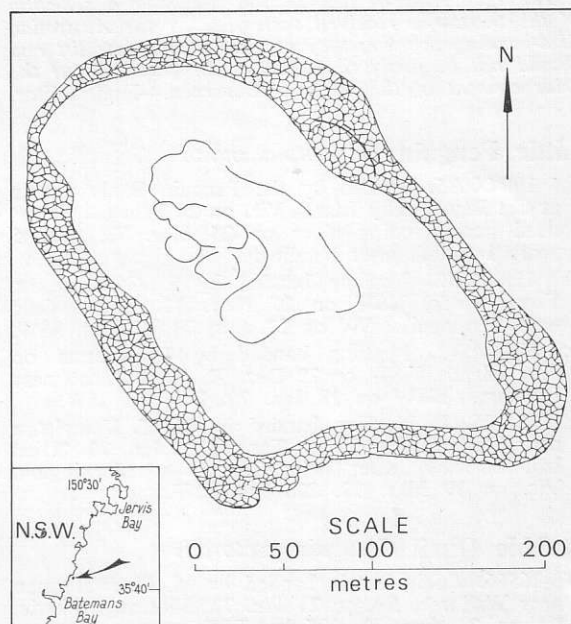 N
150°30'
Jervis
Bay
N.S.W.
35°40'
Batemans
Bay
SCALE
0 50 100 200
metres